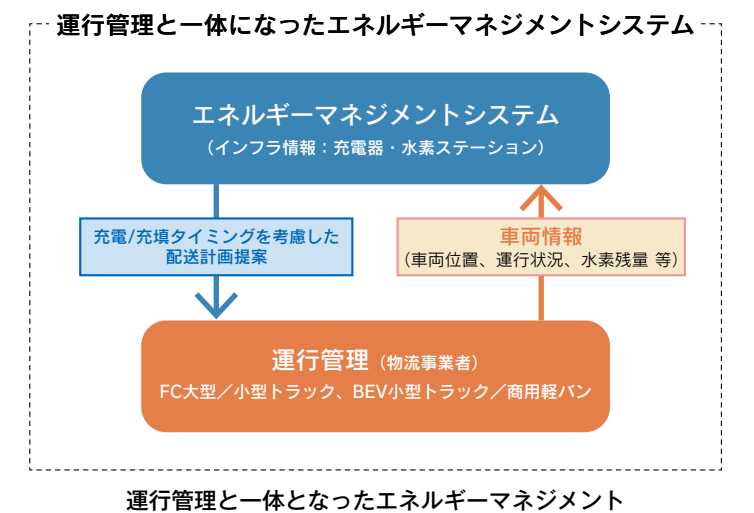 運行管理と一体になったエネルギーマネジメントシステム
エネルギーマネジメントシステム
（インフラ情報：充電器・水素ステーション）
充電/充填タイミングを考慮した
配送計画提案
車両情報
（車両位置、運行状況、水素残量 等）
運行管理（物流事業者）
FC大型／小型トラック、BEV小型トラック／商用軽バン
運行管理と一体となったエネルギーマネジメント